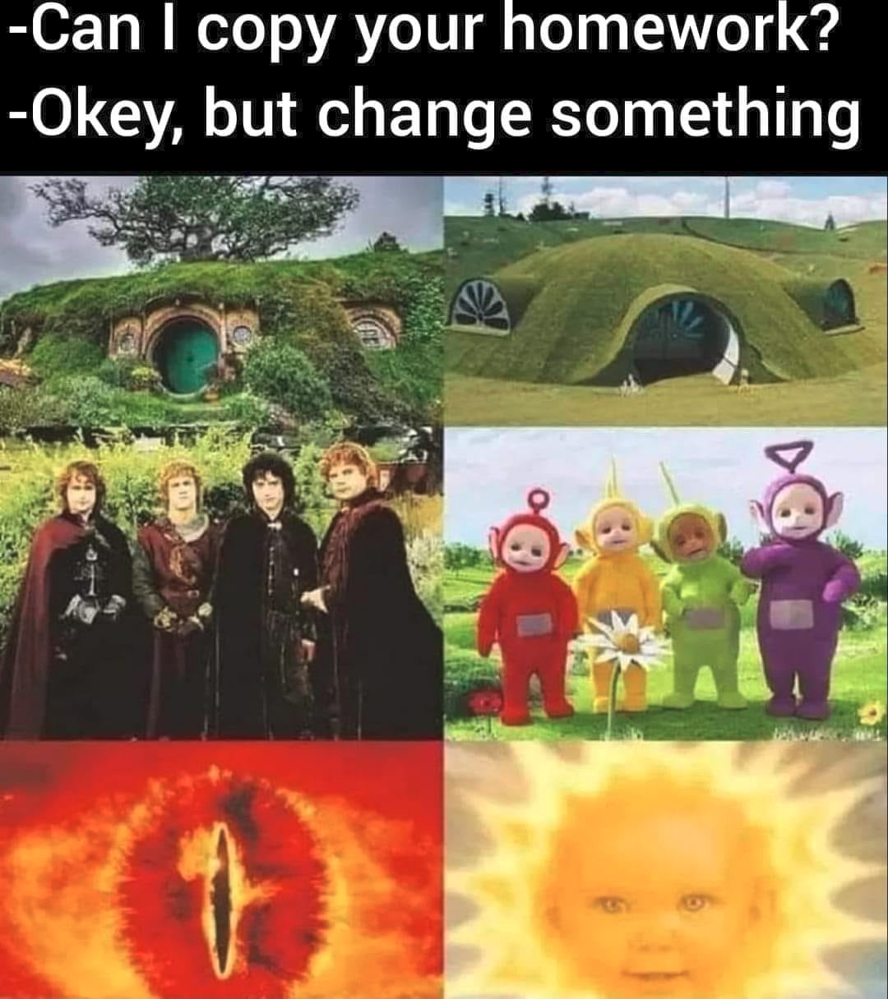 -Can I copy your homework?
-Okey, but change something